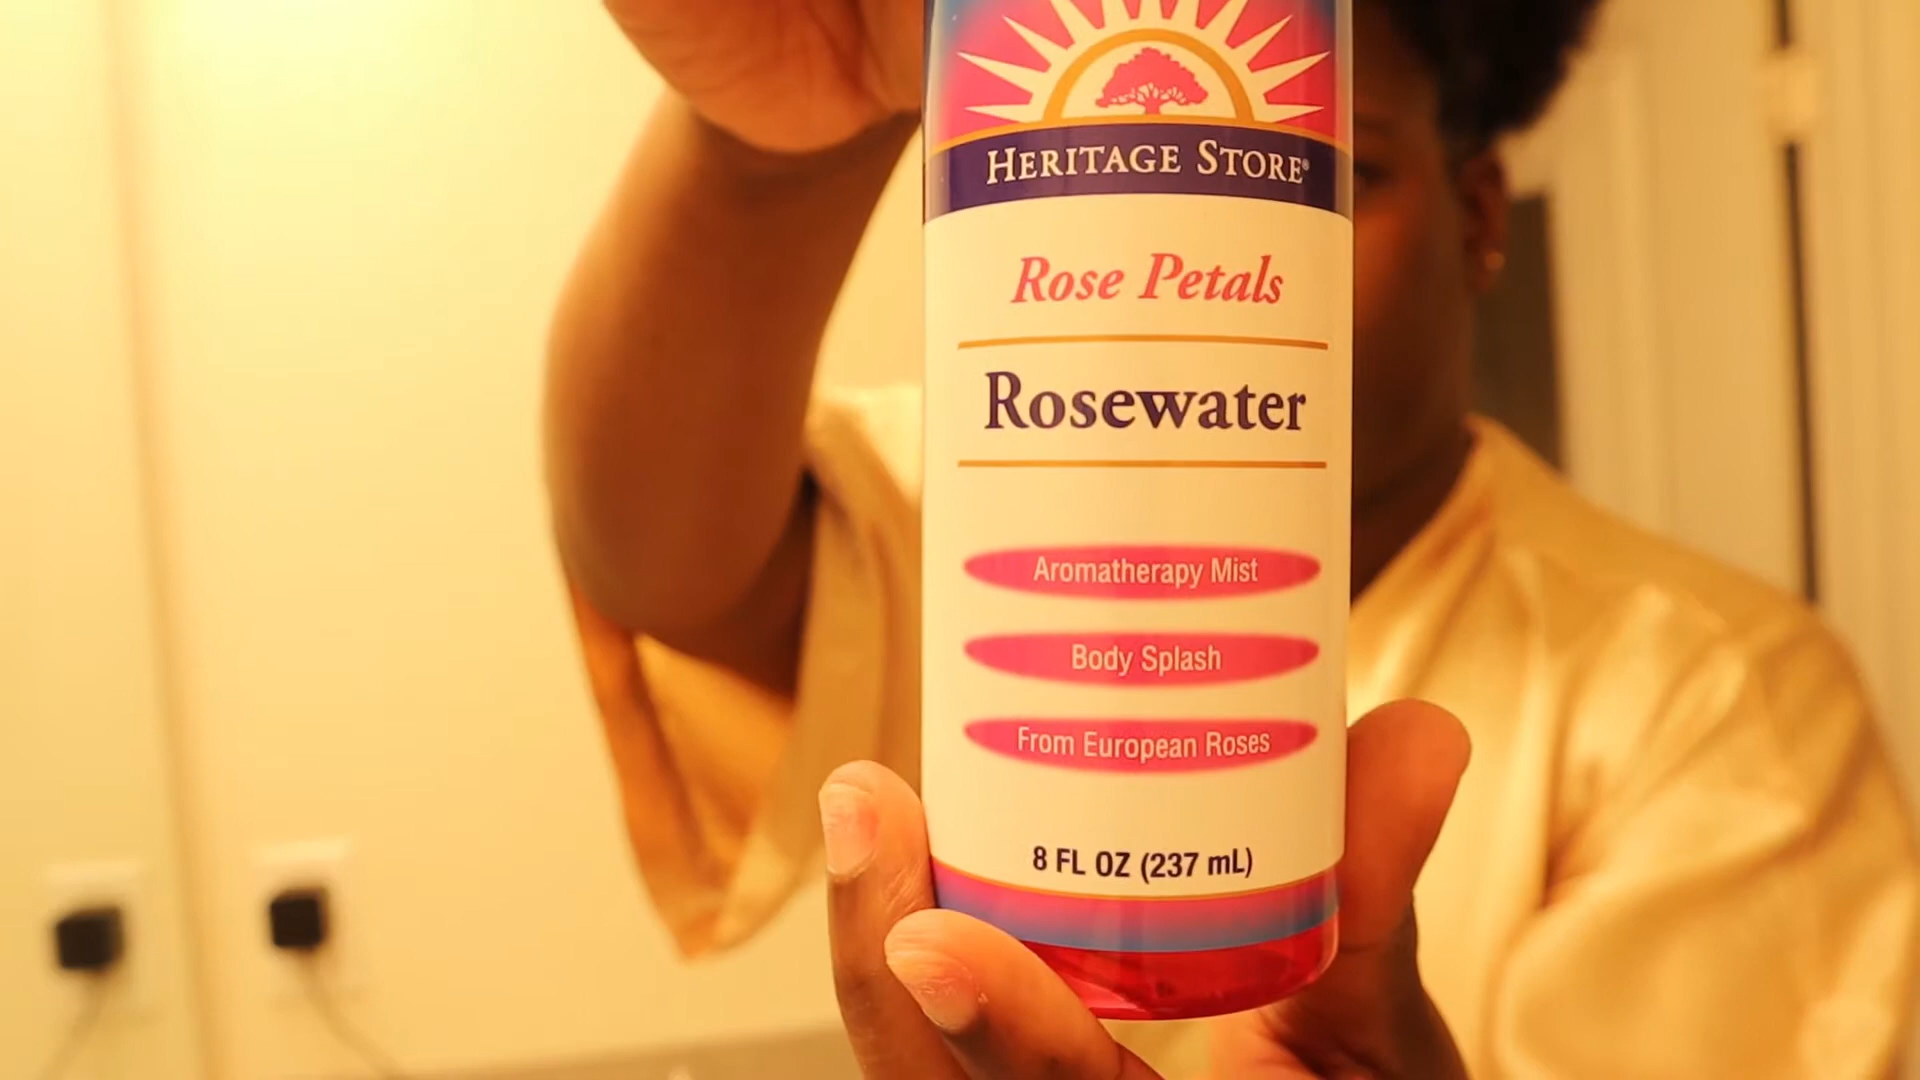 HERITAGE STORE®
Rose Petals
Rosewater
Aromatherapy Mist
Body Splash
From European Roses
8 FL OZ (237 mL)